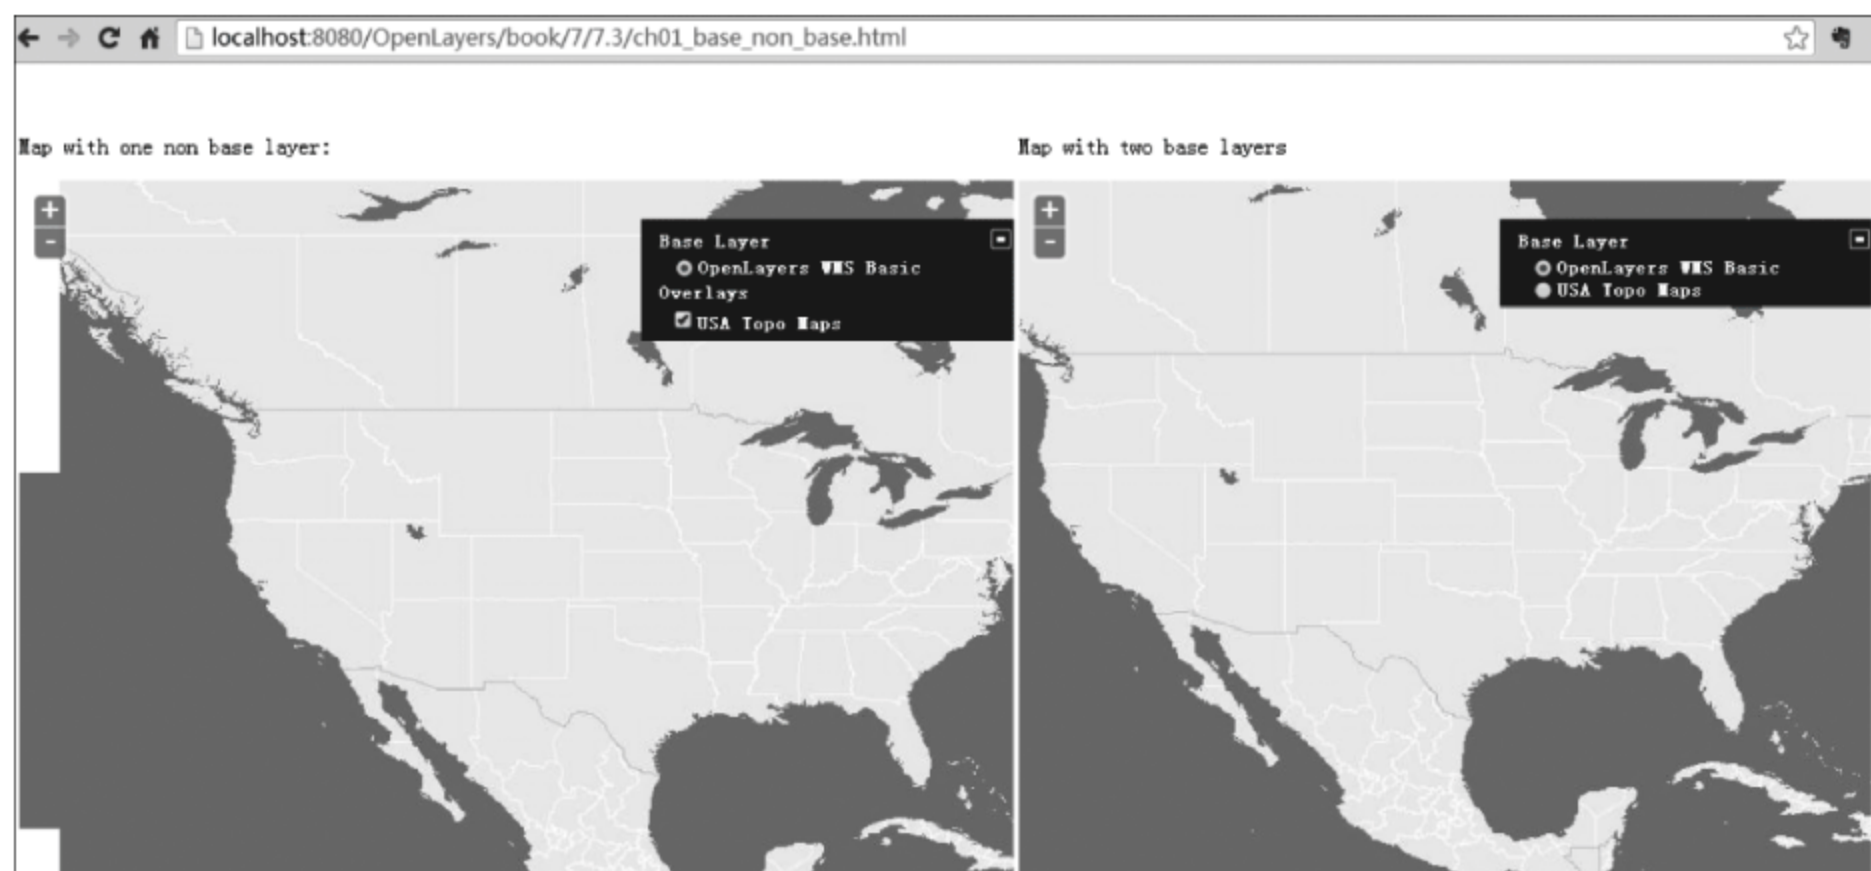 localhost:8080/OpenLayers/book/7/7.3/ch01_base_non_base.html
Map with one non base layer:
+
-
Base Layer
OpenLayers WMS Basic
Overlays
USA Topo Maps
Map with two base layers
+
-
Base Layer
OpenLayers WMS Basic
USA Topo Maps